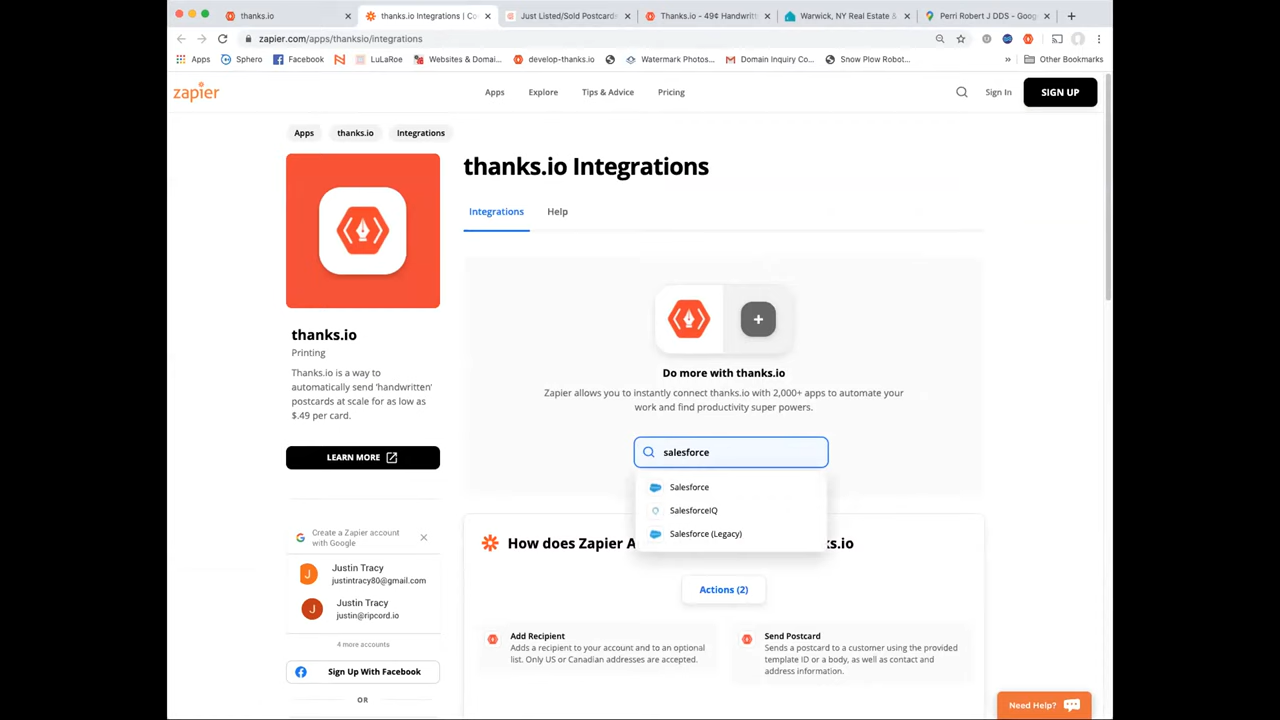 thanks.io
thanks.io Integrations | Co
Just Listed/Sold Postcards
Thanks.io - 49¢ Handwritt
Warwick, NY Real Estate &
Perri Robert J DDS - Goog
zapier.com/apps/thanksio/integrations
Apps
Sphero
Facebook
LuLaRoe
Websites & Domai...
develop-thanks.io
Watermark Photos...
Domain Inquiry Co...
Snow Plow Robot...
»
Other Bookmarks
zapier
Apps
Explore
Tips & Advice
Pricing
Sign In
SIGN UP
Apps
thanks.io
Integrations
thanks.io Integrations
Integrations
Help
thanks.io
Printing
Thanks.io is a way to
automatically send 'handwritten'
postcards at scale for as low as
$.49 per card.
LEARN MORE
Do more with thanks.io
Zapier allows you to instantly connect thanks.io with 2,000+ apps to automate your
work and find productivity super powers.
salesforce
Salesforce
SalesforceIQ
Salesforce (Legacy)
Create a Zapier account
with Google
J
Justin Tracy
justintracy80@gmail.com
J
Justin Tracy
justin@ripcord.io
4 more accounts
Sign Up With Facebook
OR
How does Zapier A
s.io
Actions (2)
Add Recipient
Adds a recipient to your account and to an optional
list. Only US or Canadian addresses are accepted.
Send Postcard
Sends a postcard to a customer using the provided
template ID or a body, as well as contact and
address information.
Need Help?